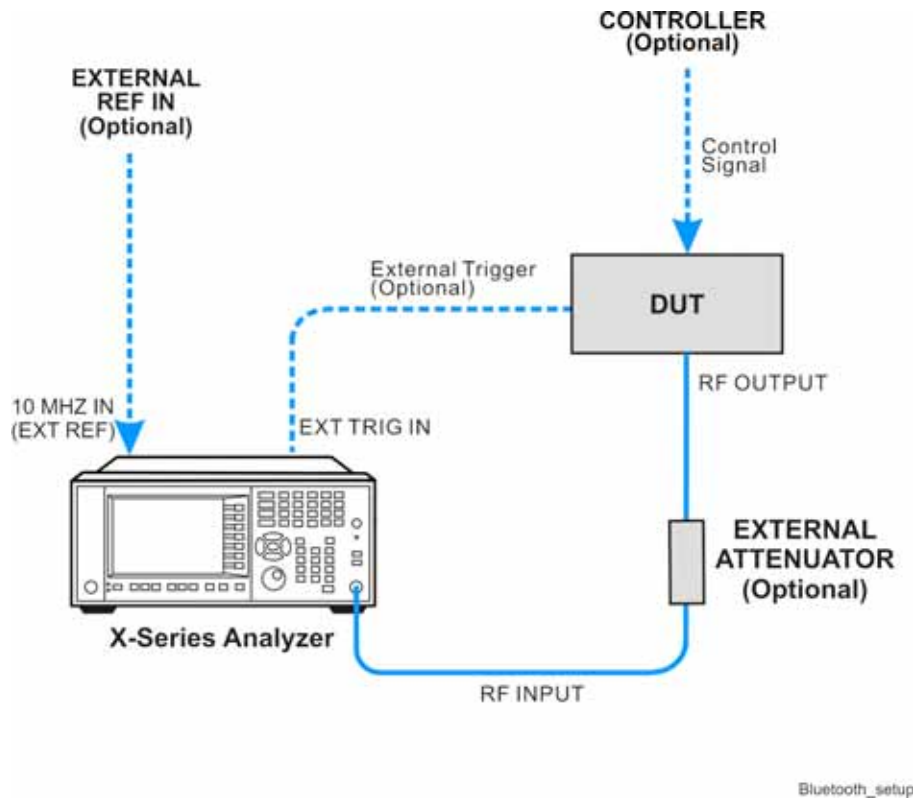 CONTROLLER
(Optional)
EXTERNAL
REF IN
(Optional)
Control
Signal
External Trigger
(Optional)
DUT
RF OUTPUT
10 MHZ IN
(EXT REF)
EXT TRIG IN
EXTERNAL
ATTENUATOR
(Optional)
X-Series Analyzer
RF INPUT
Bluetooth_setup